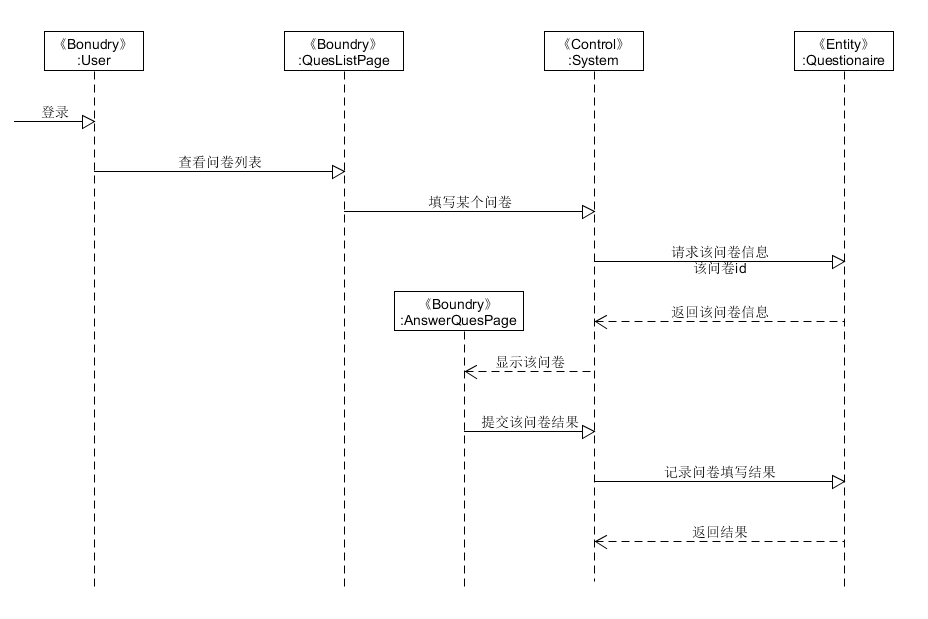 《Bonudry》
:User
《Boundry》
:QuesListPage
《Control》
:System
《Entity》
:Questionaire
登录
查看问卷列表
填写某个问卷
请求该问卷信息
该问卷id
《Boundry》
:AnswerQuesPage
返回该问卷信息
显示该问卷
提交该问卷结果
记录问卷填写结果
返回结果